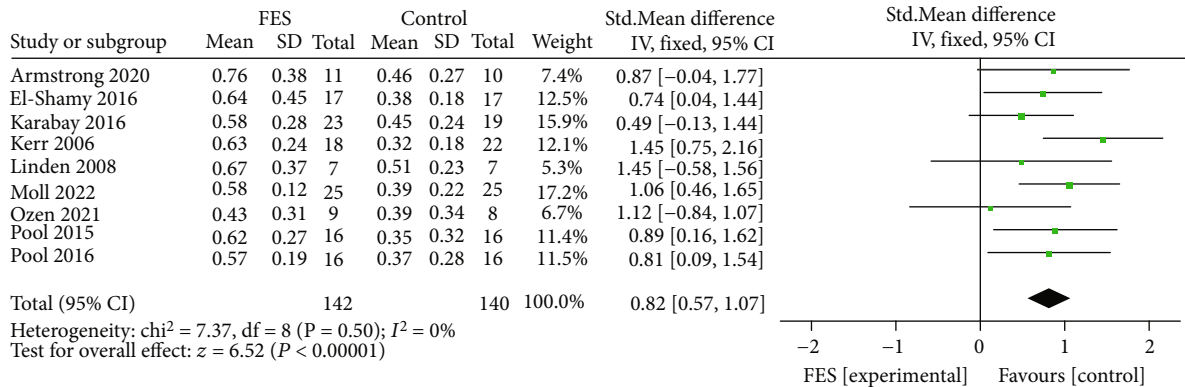 FES Control Std.Mean difference Std.Mean difference
Study or subgroup Mean SD Total Mean SD Total Weight IV, fixed, 95% CI IV, fixed, 95% CI
Armstrong 2020 0.76 0.38 11 0.46 0.27 10 7.4% 0.87 [−0.04, 1.77]
El-Shamy 2016 0.64 0.45 17 0.38 0.18 17 12.5% 0.74 [0.04, 1.44]
Karabay 2016 0.58 0.28 23 0.45 0.24 19 15.9% 0.49 [−0.13, 1.44]
Kerr 2006 0.63 0.24 18 0.32 0.18 22 12.1% 1.45 [0.75, 2.16]
Linden 2008 0.67 0.37 7 0.51 0.23 7 5.3% 1.45 [−0.58, 1.56]
Moll 2022 0.58 0.12 25 0.39 0.22 25 17.2% 1.06 [0.46, 1.65]
Ozen 2021 0.43 0.31 9 0.39 0.34 8 6.7% 1.12 [−0.84, 1.07]
Pool 2015 0.62 0.27 16 0.35 0.32 16 11.4% 0.89 [0.16, 1.62]
Pool 2016 0.57 0.19 16 0.37 0.28 16 11.5% 0.81 [0.09, 1.54]
Total (95% CI) 142 140 100.0% 0.82 [0.57, 1.07]
Heterogeneity: chi² = 7.37, df = 8 (P = 0.50); I² = 0%
Test for overall effect: z = 6.52 (P < 0.00001)
−2 −1 0 1 2
FES [experimental] Favours [control]